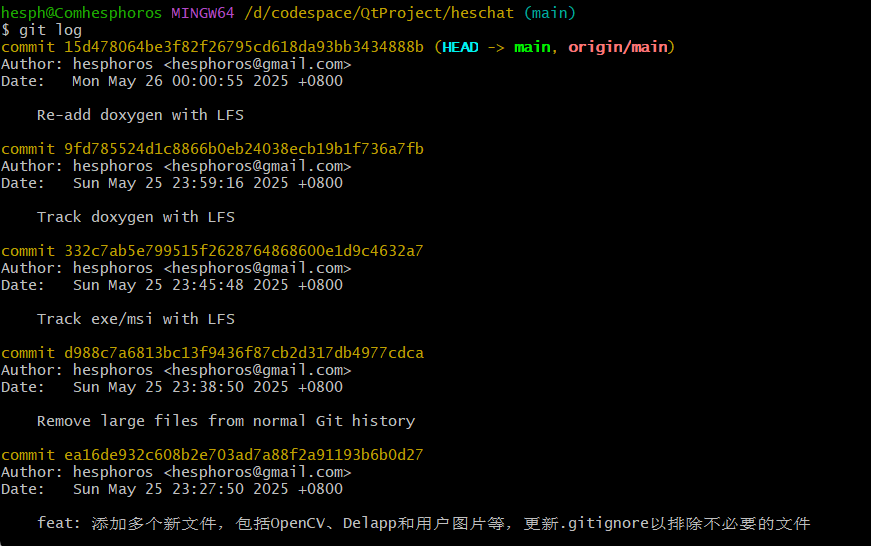 hesph@Comhesphoros MINGW64 /d/codespace/QtProject/heschat (main)
$ git log
commit 15d478064be3f82f26795cd618da93bb3434888b (HEAD -> main, origin/main)
Author: hesphoros <hesphoros@gmail.com>
Date:   Mon May 26 00:00:55 2025 +0800
Re-add doxygen with LFS
commit 9fd785524d1c8866b0eb24038ecb19b1f736a7fb
Author: hesphoros <hesphoros@gmail.com>
Date:   Sun May 25 23:59:16 2025 +0800
Track doxygen with LFS
commit 332c7ab5e799515f2628764868600e1d9c4632a7
Author: hesphoros <hesphoros@gmail.com>
Date:   Sun May 25 23:45:48 2025 +0800
Track exe/msi with LFS
commit d988c7a6813bc13f9436f87cb2d317db4977cdca
Author: hesphoros <hesphoros@gmail.com>
Date:   Sun May 25 23:38:50 2025 +0800
Remove large files from normal Git history
commit ea16de932c608b2e703ad7a88f2a91193b6b0d27
Author: hesphoros <hesphoros@gmail.com>
Date:   Sun May 25 23:27:50 2025 +0800
feat: 添加多个新文件，包括OpenCV、Delapp和用户图片等，更新.gitignore以排除不必要的文件